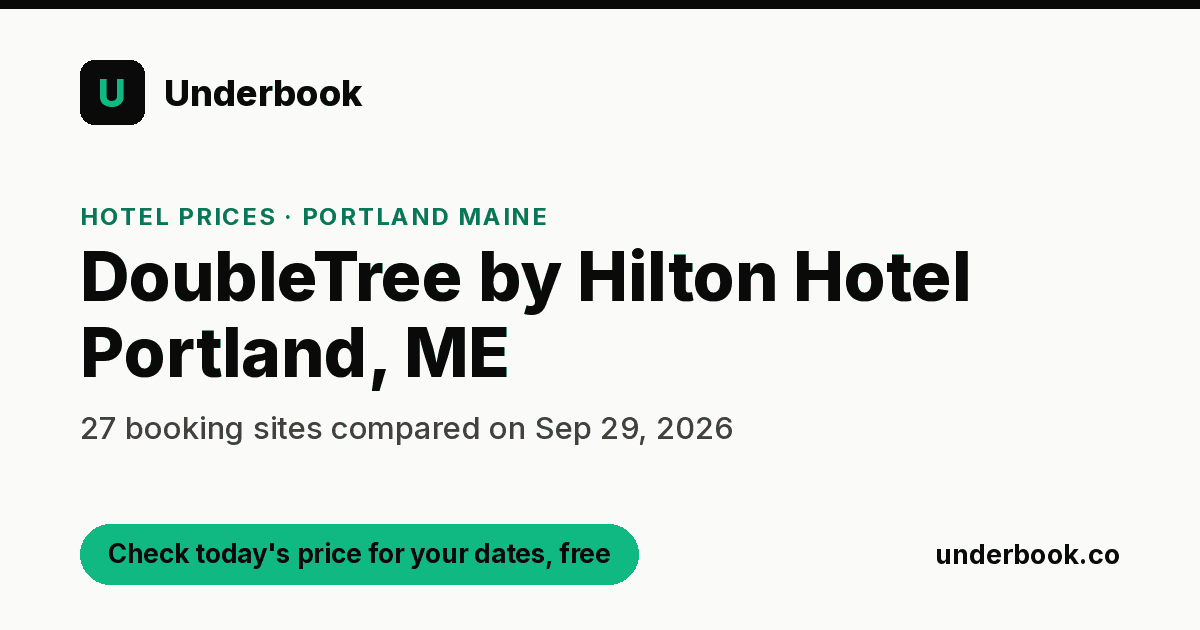 U Underbook
HOTEL PRICES · PORTLAND MAINE
DoubleTree by Hilton Hotel
Portland, ME
27 booking sites compared on Sep 29, 2026
Check today's price for your dates, free
underbook.co